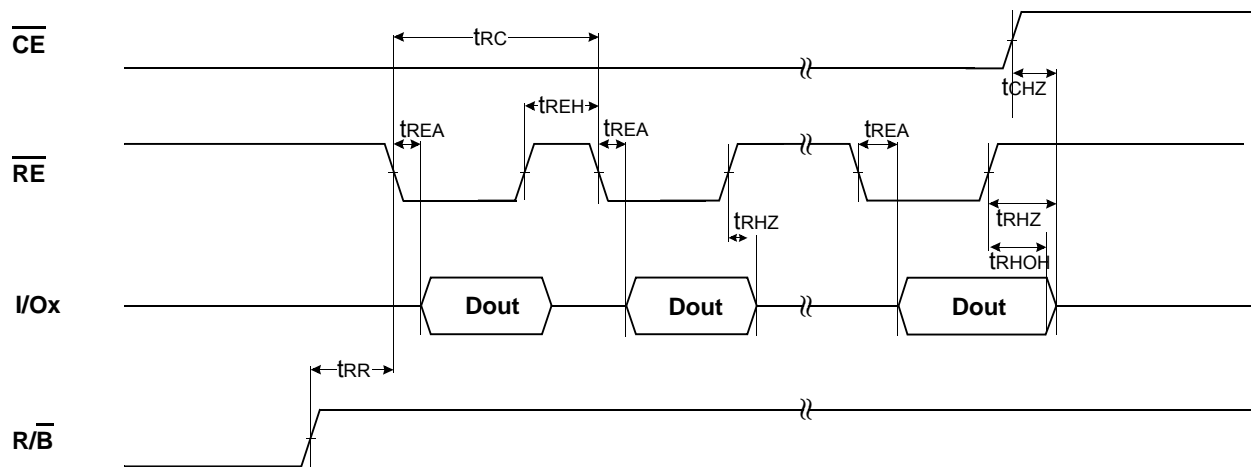 CE
tRC
tCHZ
tREH
tREA
tREA
tREA
RE
tRHZ
tRHZ
tRHOH
I/Ox
Dout
Dout
Dout
tRR
R/B